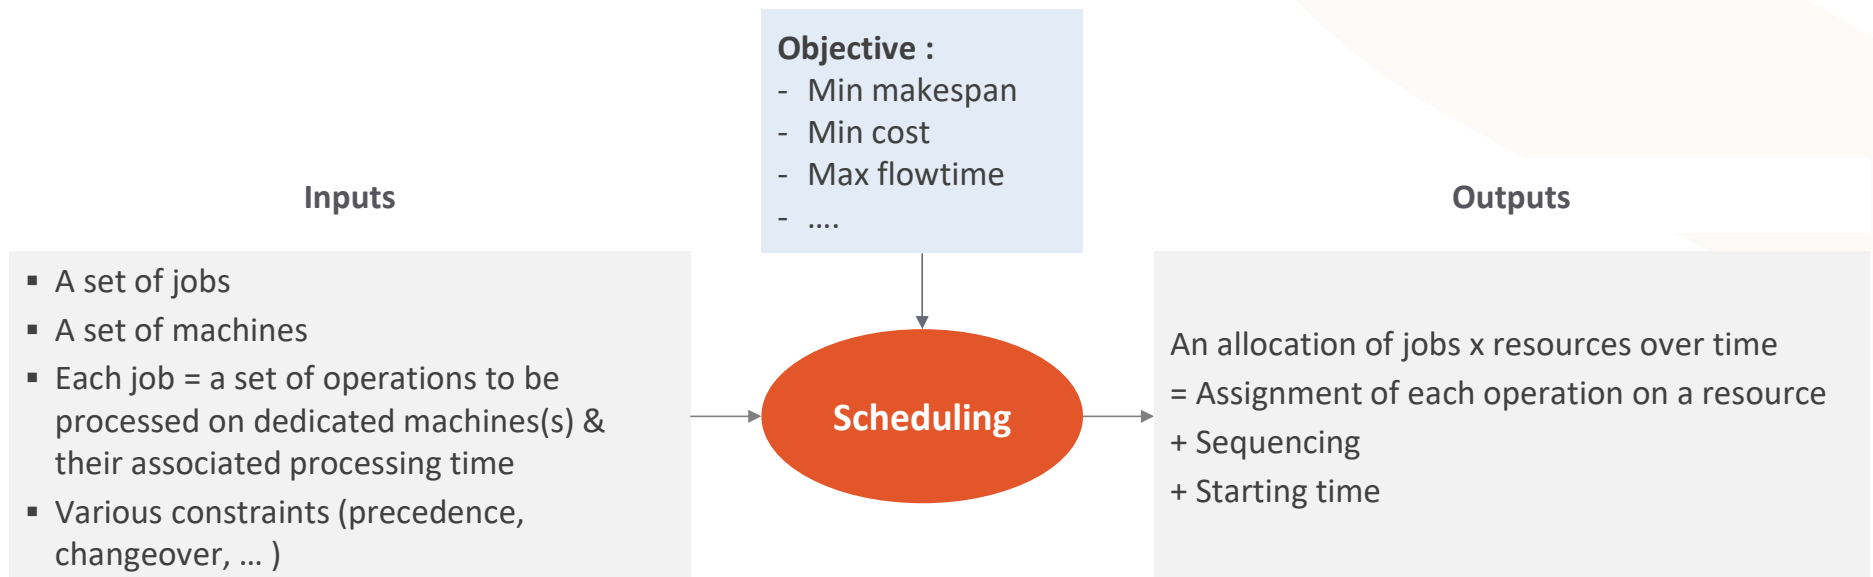 Objective :
- Min makespan
- Min cost
- Max flowtime
- ....
Inputs
▪ A set of jobs
▪ A set of machines
▪ Each job = a set of operations to be
processed on dedicated machines(s) &
their associated processing time
▪ Various constraints (precedence,
changeover, ... )
Scheduling
Outputs
An allocation of jobs x resources over time
= Assignment of each operation on a resource
+ Sequencing
+ Starting time